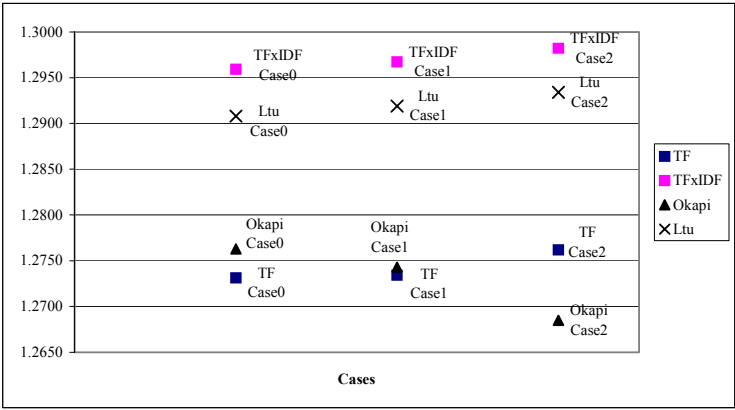 1.3000
1.2950
1.2900
1.2850
1.2800
1.2750
1.2700
1.2650
TFxIDF
Case0
TFxIDF
Case1
TFxIDF
Case2
Ltu
Case0
Ltu
Case1
Ltu
Case2
Okapi
Case0
Okapi
Case1
TF
Case2
TF
Case0
TF
Case1
Okapi
Case2
Cases
TF
TFxIDF
Okapi
Ltu